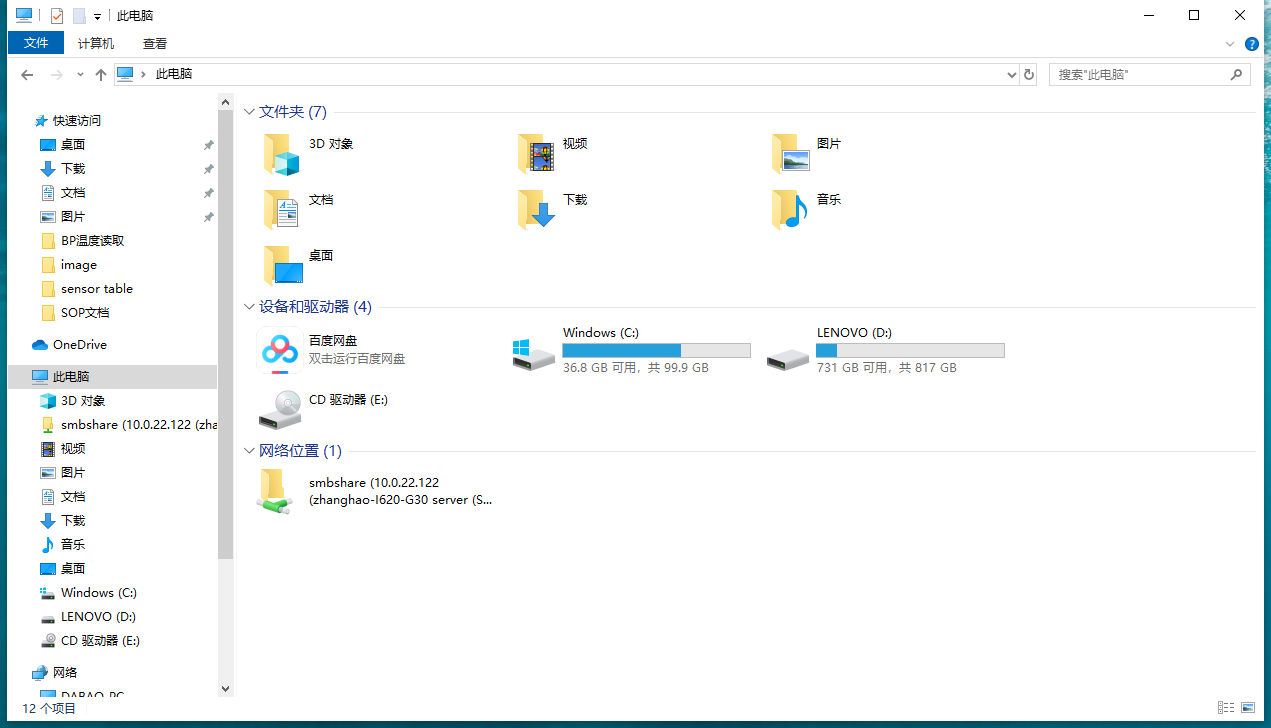 此电脑
文件
计算机
查看
此电脑
搜索"此电脑"
快速访问
桌面
下载
文档
图片
BP温度读取
image
sensor table
SOP文档
OneDrive
此电脑
3D 对象
smbshare (10.0.22.122 (zha
视频
图片
文档
下载
音乐
桌面
Windows (C:)
LENOVO (D:)
CD 驱动器 (E:)
网络
DABAO-PC
文件夹 (7)
3D 对象
视频
图片
文档
下载
音乐
桌面
设备和驱动器 (4)
百度网盘
双击运行百度网盘
Windows (C:)
36.8 GB 可用，共 99.9 GB
LENOVO (D:)
731 GB 可用，共 817 GB
CD 驱动器 (E:)
网络位置 (1)
smbshare (10.0.22.122
(zhanghao-I620-G30 server (S...
12 个项目